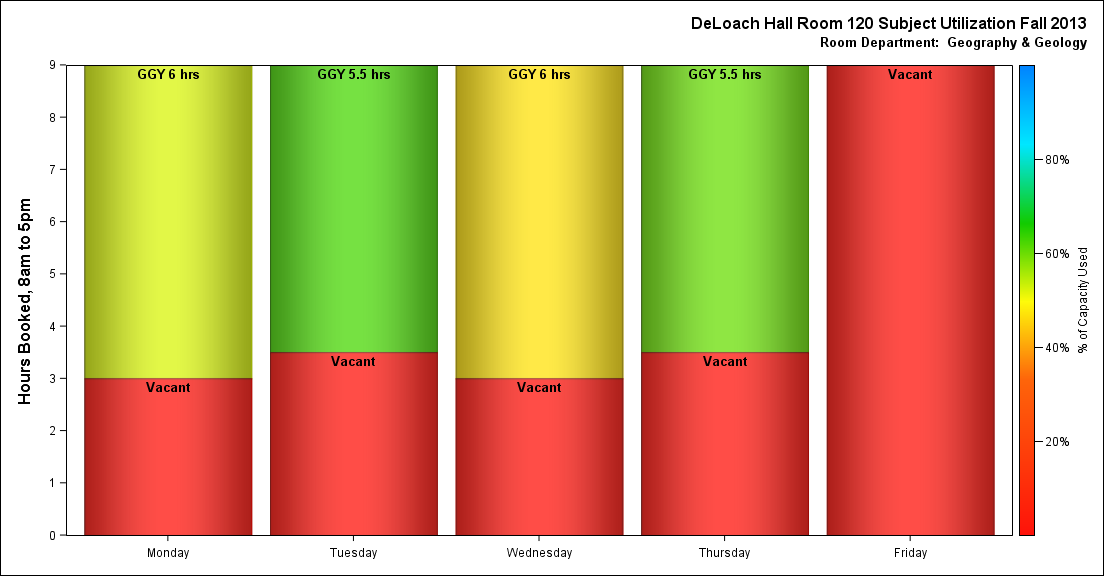 DeLoach Hall Room 120 Subject Utilization Fall 2013
Room Department: Geography & Geology
Hours Booked, 8am to 5pm
9
8
7
6
5
4
3
2
1
0
GGY 6 hrs
Vacant
GGY 5.5 hrs
Vacant
GGY 6 hrs
Vacant
GGY 5.5 hrs
Vacant
Vacant
Monday
Tuesday
Wednesday
Thursday
Friday
80%
60%
40%
20%
% of Capacity Used